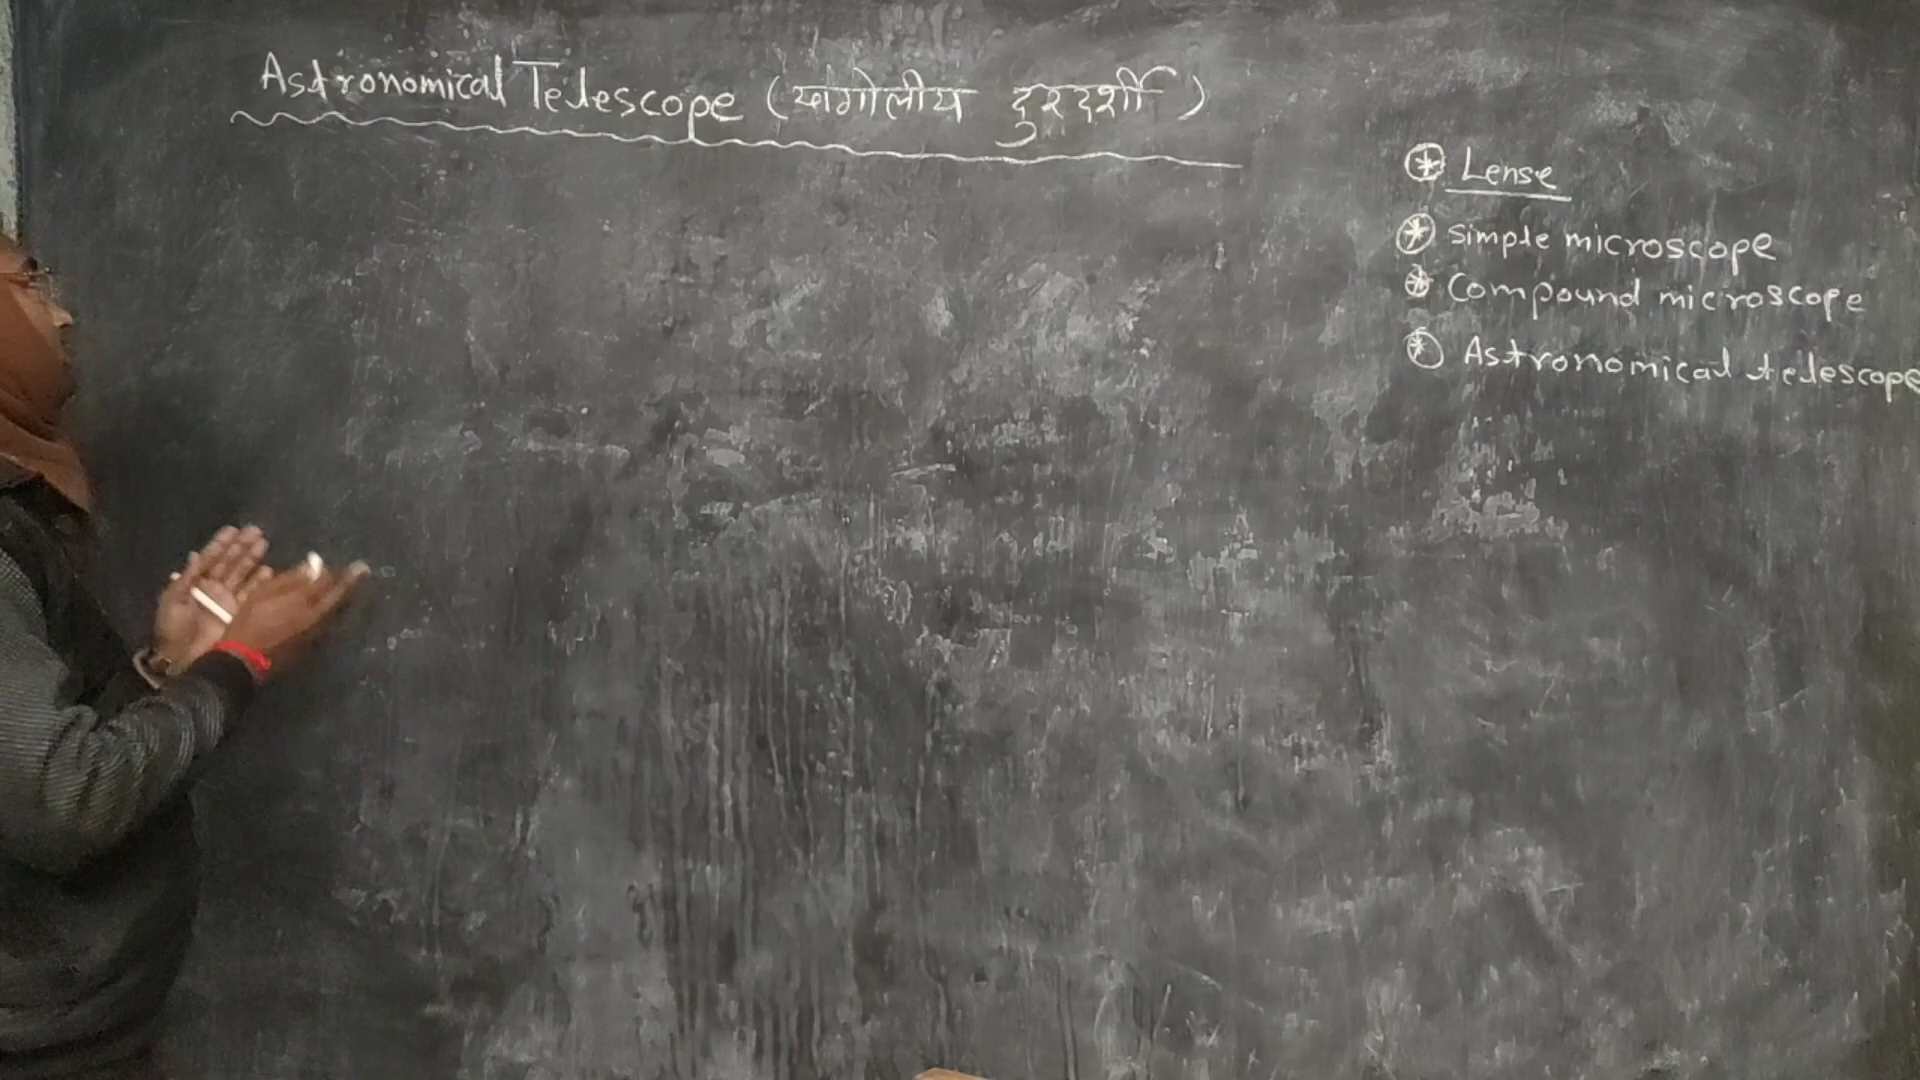 Astronomical Telescope (खगोलीय दुरदर्शी)
Lense
simple microscope
Compound microscope
Astronomical telescope